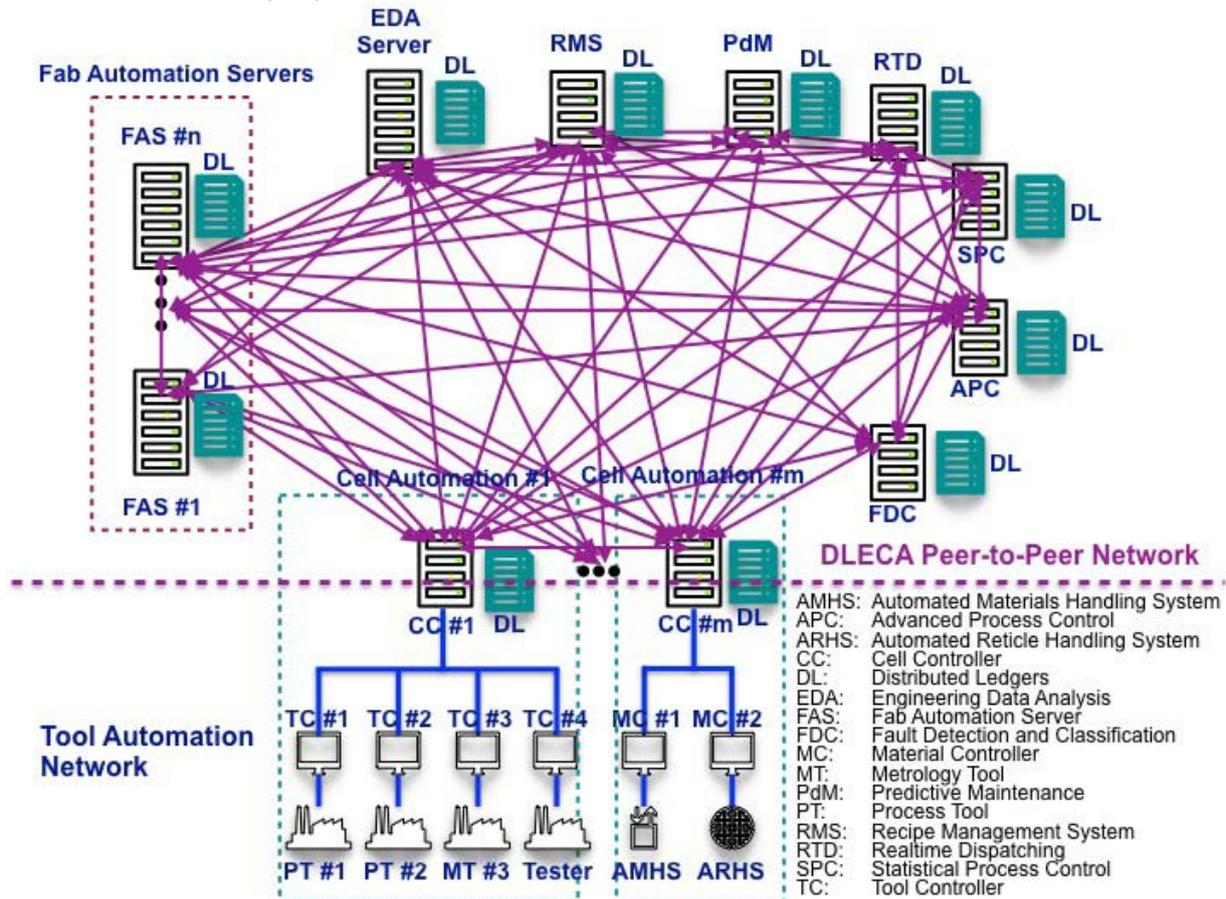 EDA
Server
DL
RMS
DL
PdM
DL
RTD
DL
Fab Automation Servers
FAS #n
DL
SPC
DL
APC
DL
DL
FAS #1
FDC
DL
Cell Automation #1
Cell Automation #m
DLECA Peer-to-Peer Network
CC #1
DL
CC #m
DL
Tool Automation
Network
TC #1
TC #2
TC #3
TC #4
MC #1
MC #2
PT #1
PT #2
MT #3
Tester
AMHS
ARHS
AMHS: Automated Materials Handling System
APC: Advanced Process Control
ARHS: Automated Reticle Handling System
CC: Cell Controller
DL: Distributed Ledgers
EDA: Engineering Data Analysis
FAS: Fab Automation Server
FDC: Fault Detection and Classification
MC: Material Controller
MT: Metrology Tool
PdM: Predictive Maintenance
PT: Process Tool
RMS: Recipe Management System
RTD: Realtime Dispatching
SPC: Statistical Process Control
TC: Tool Controller